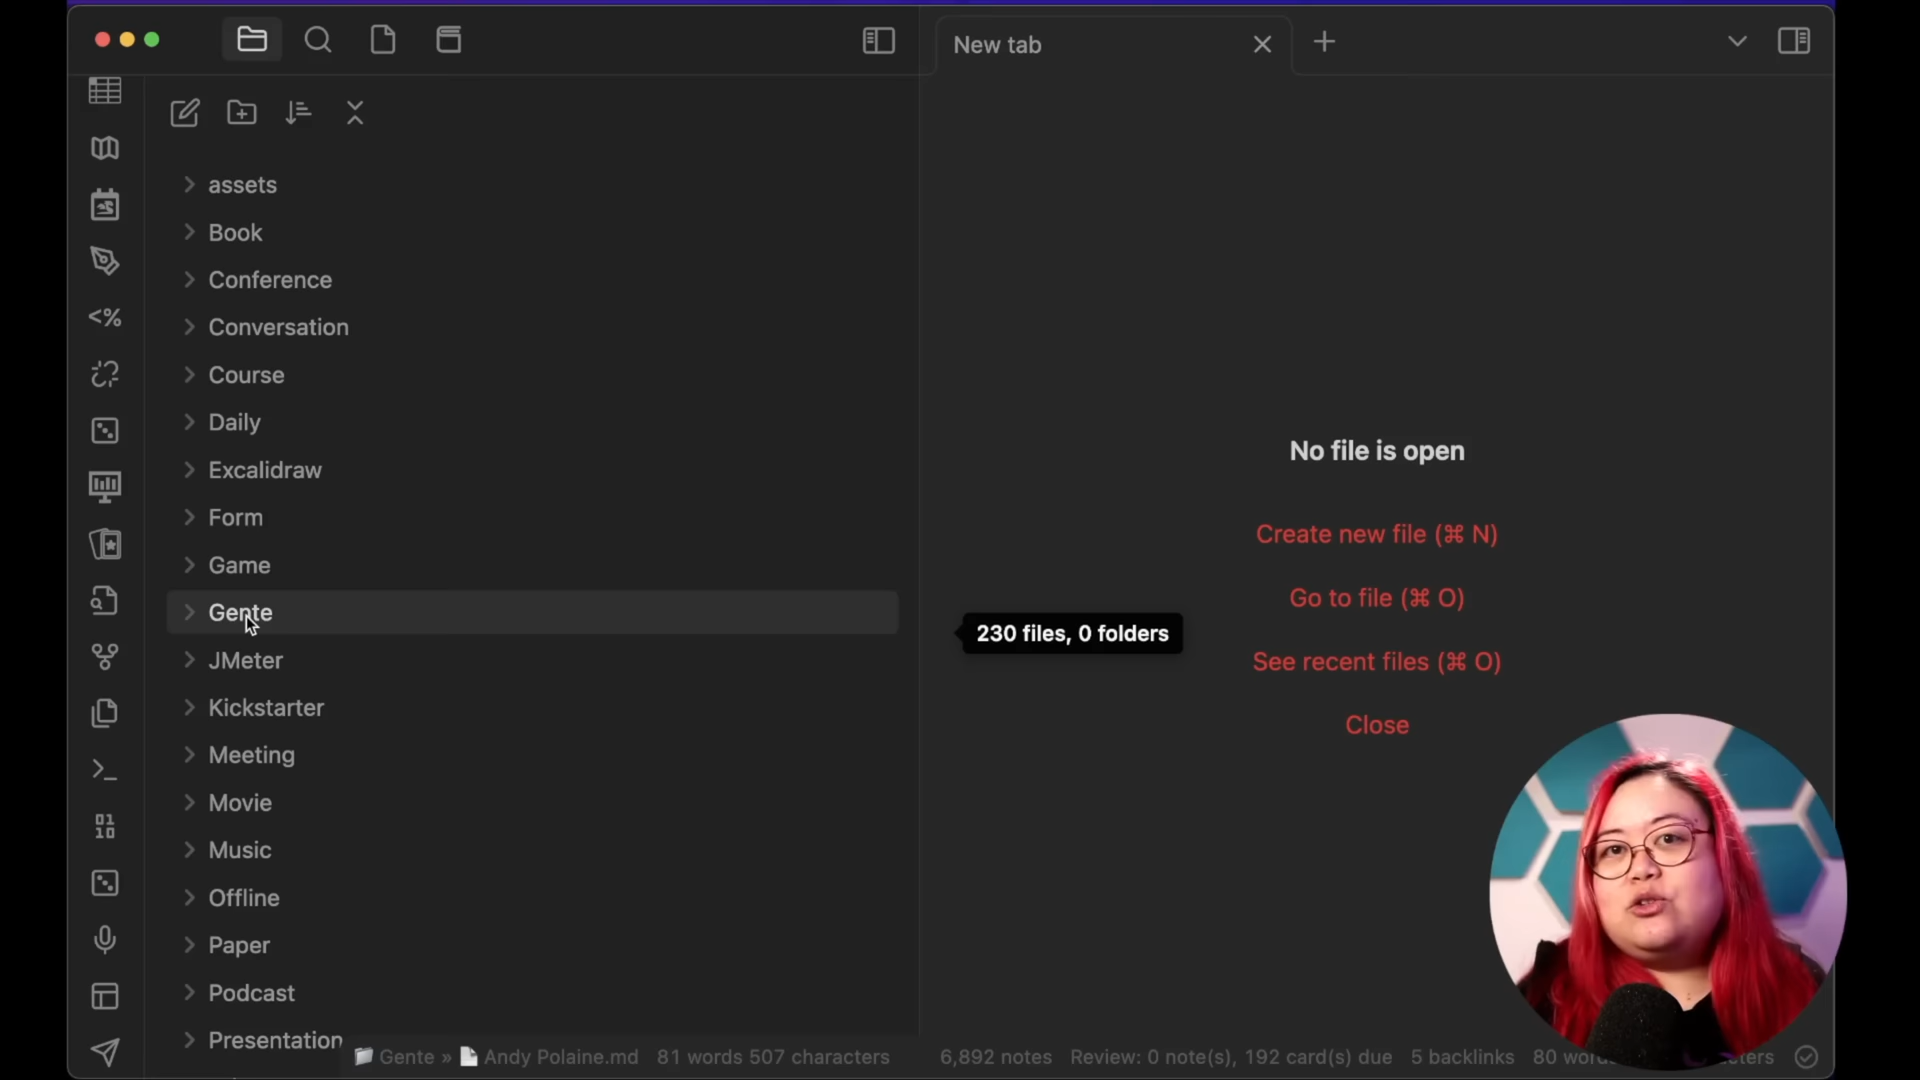 New tab
<%
assets
Book
Conference
Conversation
Course
Daily
Excalidraw
Form
Game
Gente
JMeter
Kickstarter
Meeting
Movie
Music
Offline
Paper
Podcast
Presentation
No file is open
Create new file (⌘ N)
Go to file (⌘ O)
230 files, 0 folders
See recent files (⌘ O)
Close
Gente » Andy Polaine.md 81 words 507 characters 6,892 notes Review: 0 note(s), 192 card(s) due 5 backlinks 80